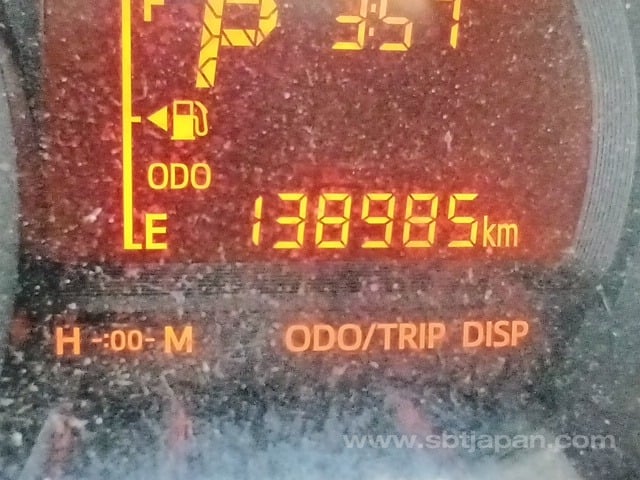 F
P 3:57
ODO
E 138985km
H -:00- M ODO/TRIP DISP
www.sbtjapan.com